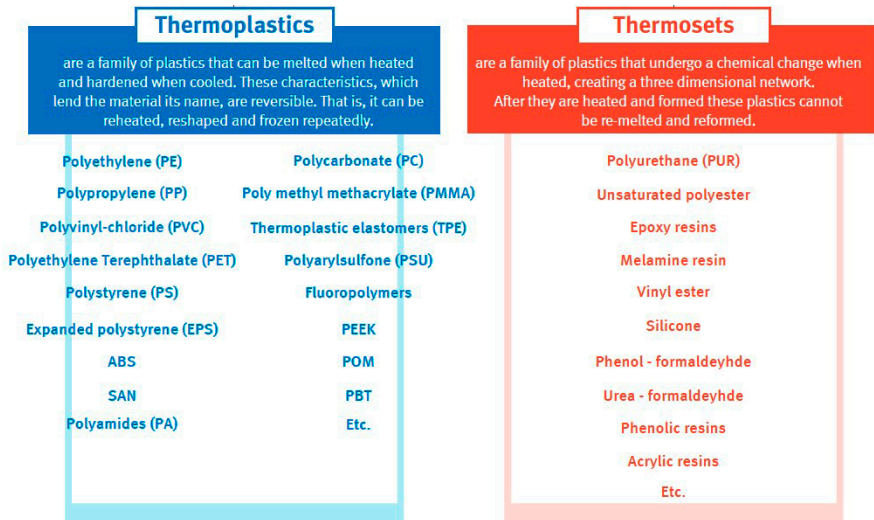 Thermoplastics
are a family of plastics that can be melted when heated
and hardened when cooled. These characteristics, which
lend the material its name, are reversible. That is, it can be
reheated, reshaped and frozen repeatedly.
Polyethylene (PE)
Polypropylene (PP)
Polyvinyl-chloride (PVC)
Polyethylene Terephthalate (PET)
Polystyrene (PS)
Expanded polystyrene (EPS)
ABS
SAN
Polyamides (PA)
Polycarbonate (PC)
Poly methyl methacrylate (PMMA)
Thermoplastic elastomers (TPE)
Polyarylsulfone (PSU)
Fluoropolymers
PEEK
POM
PBT
Etc.
Thermosets
are a family of plastics that undergo a chemical change when
heated, creating a three dimensional network.
After they are heated and formed these plastics cannot
be re-melted and reformed.
Polyurethane (PUR)
Unsaturated polyester
Epoxy resins
Melamine resin
Vinyl ester
Silicone
Phenol - formaldeyhde
Urea - formaldeyhde
Phenolic resins
Acrylic resins
Etc.